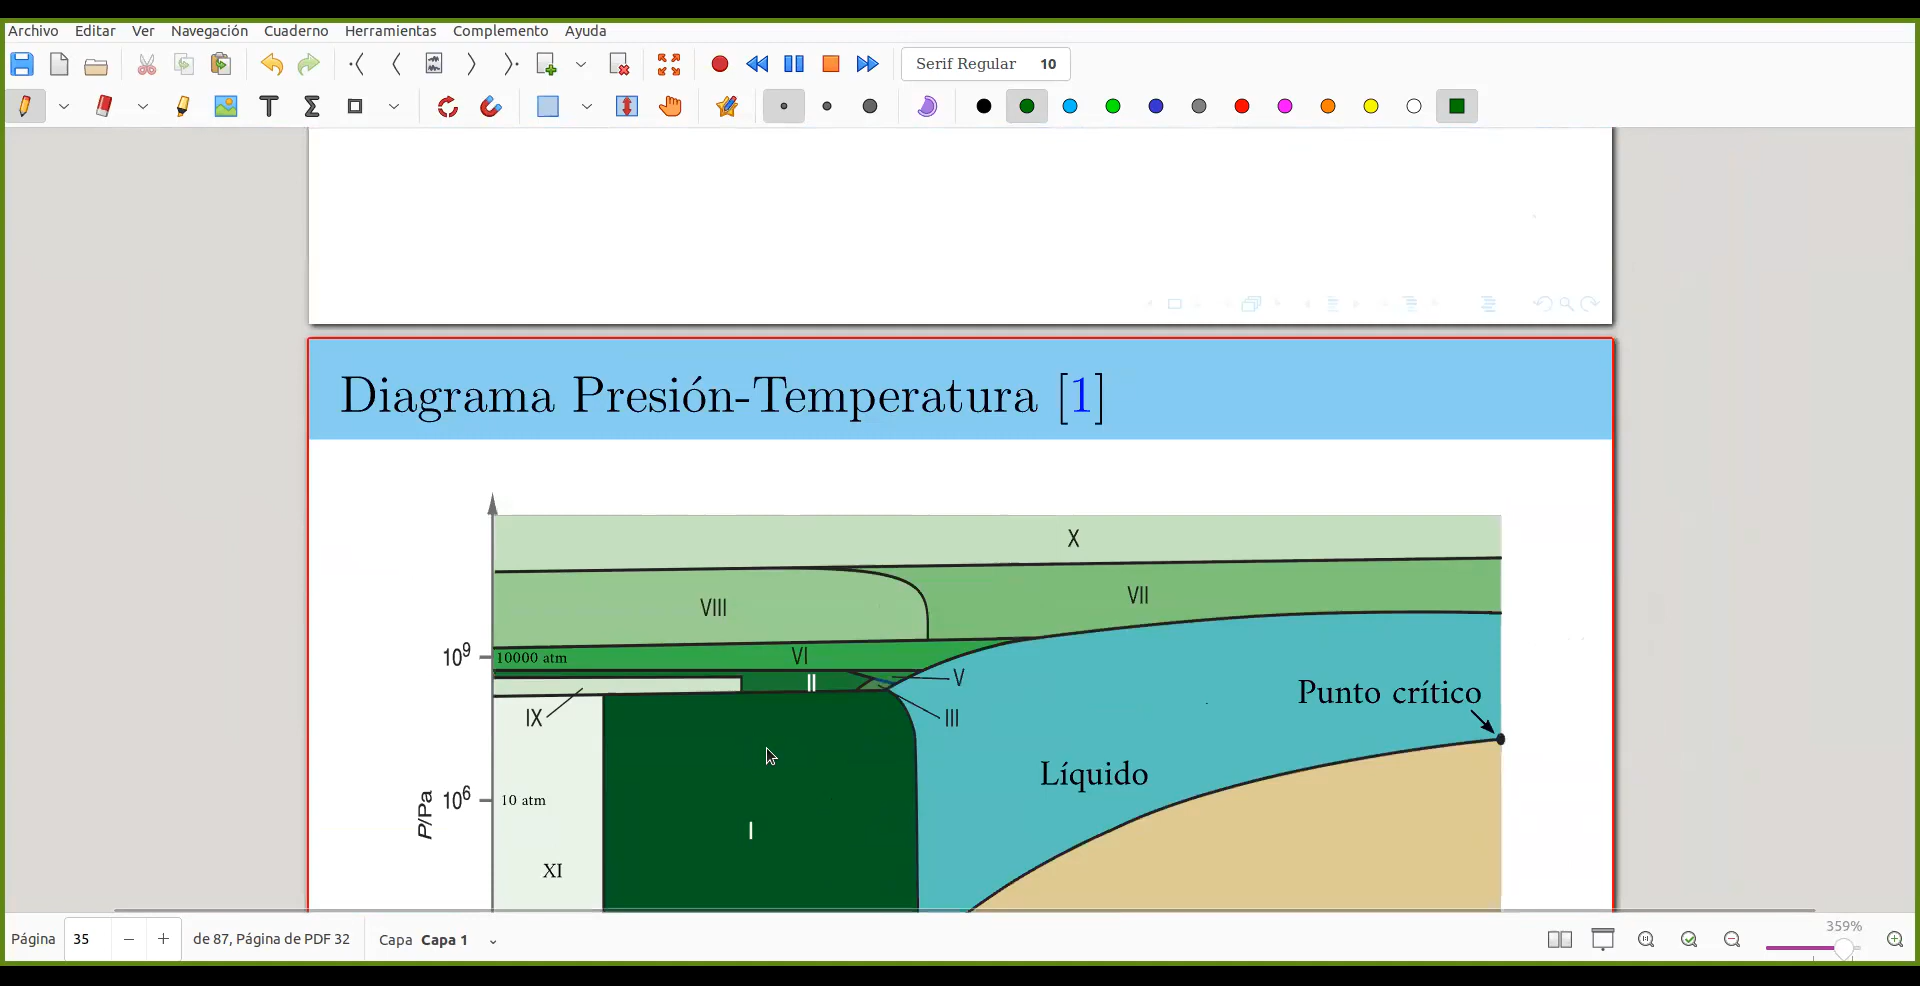 Archivo Editar Ver Navegación Cuaderno Herramientas Complemento Ayuda
Serif Regular 10
Diagrama Presión-Temperatura [1]
X
VIII
VII
10⁹
10000 atm
VI
II
V
IX
III
Punto crítico
Líquido
P/Pa
10⁶
10 atm
I
XI
Página 35 de 87, Página de PDF 32 Capa Capa 1
359%